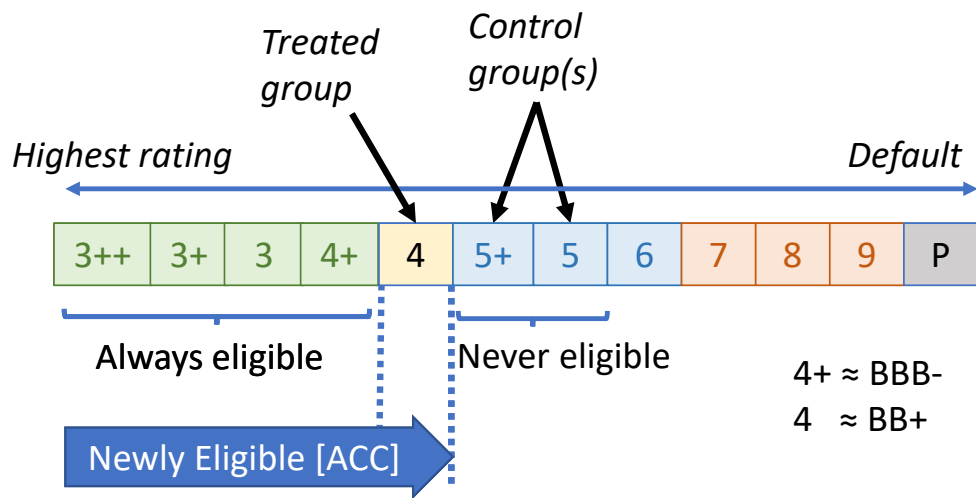 Treated
group
Control
group(s)
Highest rating
Default
3++ 3+ 3 4+ 4 5+ 5 6 7 8 9 P
Always eligible
Never eligible
4+ ≈ BBB-
4 ≈ BB+
Newly Eligible [ACC]